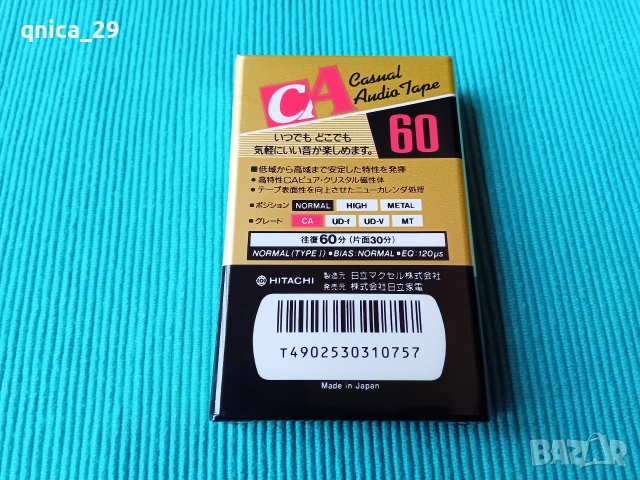 qnica_29
CA Casual
Audio Tape
60
いつでも どこでも
気軽にいい音が楽しめます。
■低域から高域まで安定した特性を発揮
●高特性CAピュア・クリスタル磁性体
●テープ表面性を向上させたニューカレンダ処理
■ポジション NORMAL HIGH METAL
■グレード CA UD-f UD-V MT
往復60分(片面30分)
NORMAL(TYPE I)■BIAS:NORMAL■EQ:120μs
HITACHI 製造元 日立マクセル株式会社
発売元 株式会社日立家電
T4902530310757
Made in Japan
BAZAR